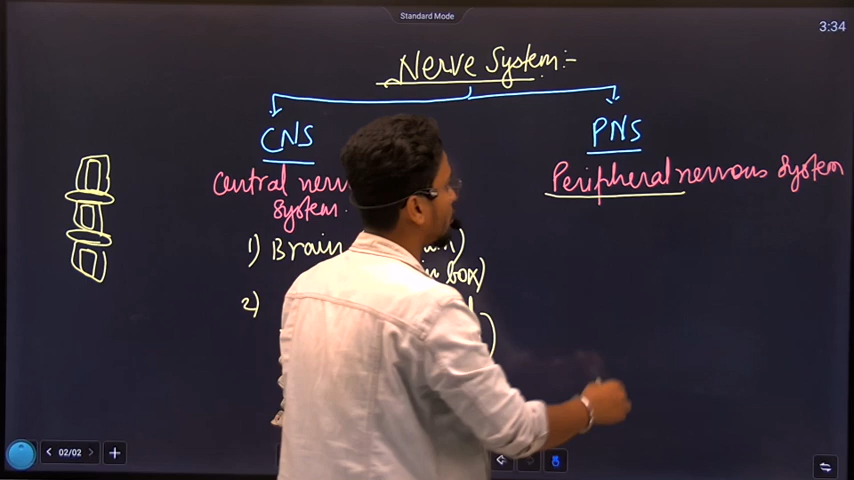 Standard Mode
3:34
Nerve System:-
CNS
PNS
Central
system.
Peripheral nervous System
1) Brain
box)
2)
02/02